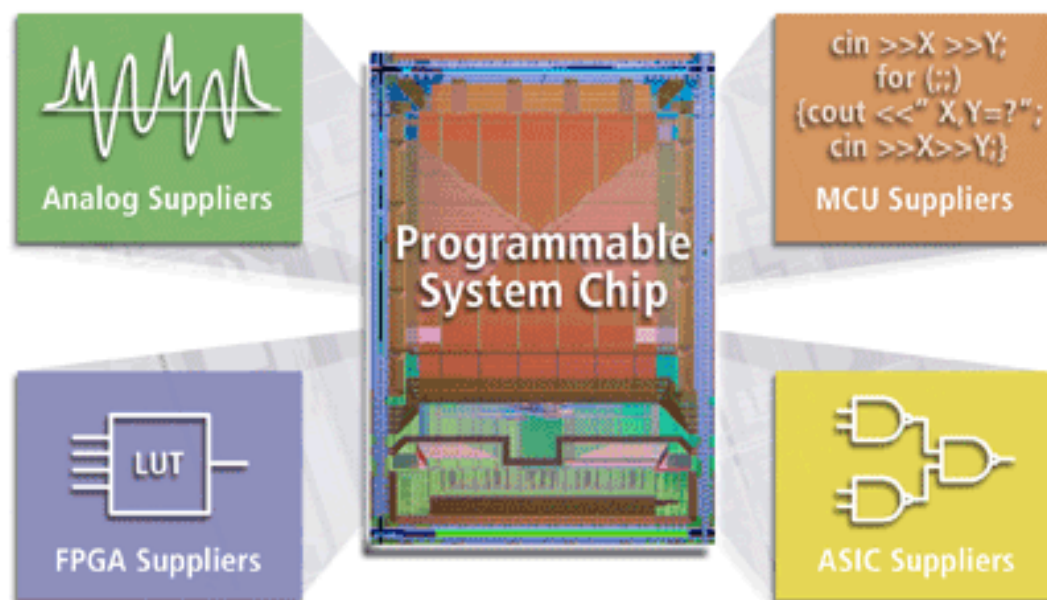 Analog Suppliers
cin >>X >>Y;
for (;;)
{cout <<" X,Y=?";
cin >>X>>Y;}
MCU Suppliers
Programmable
System Chip
LUT
FPGA Suppliers
ASIC Suppliers